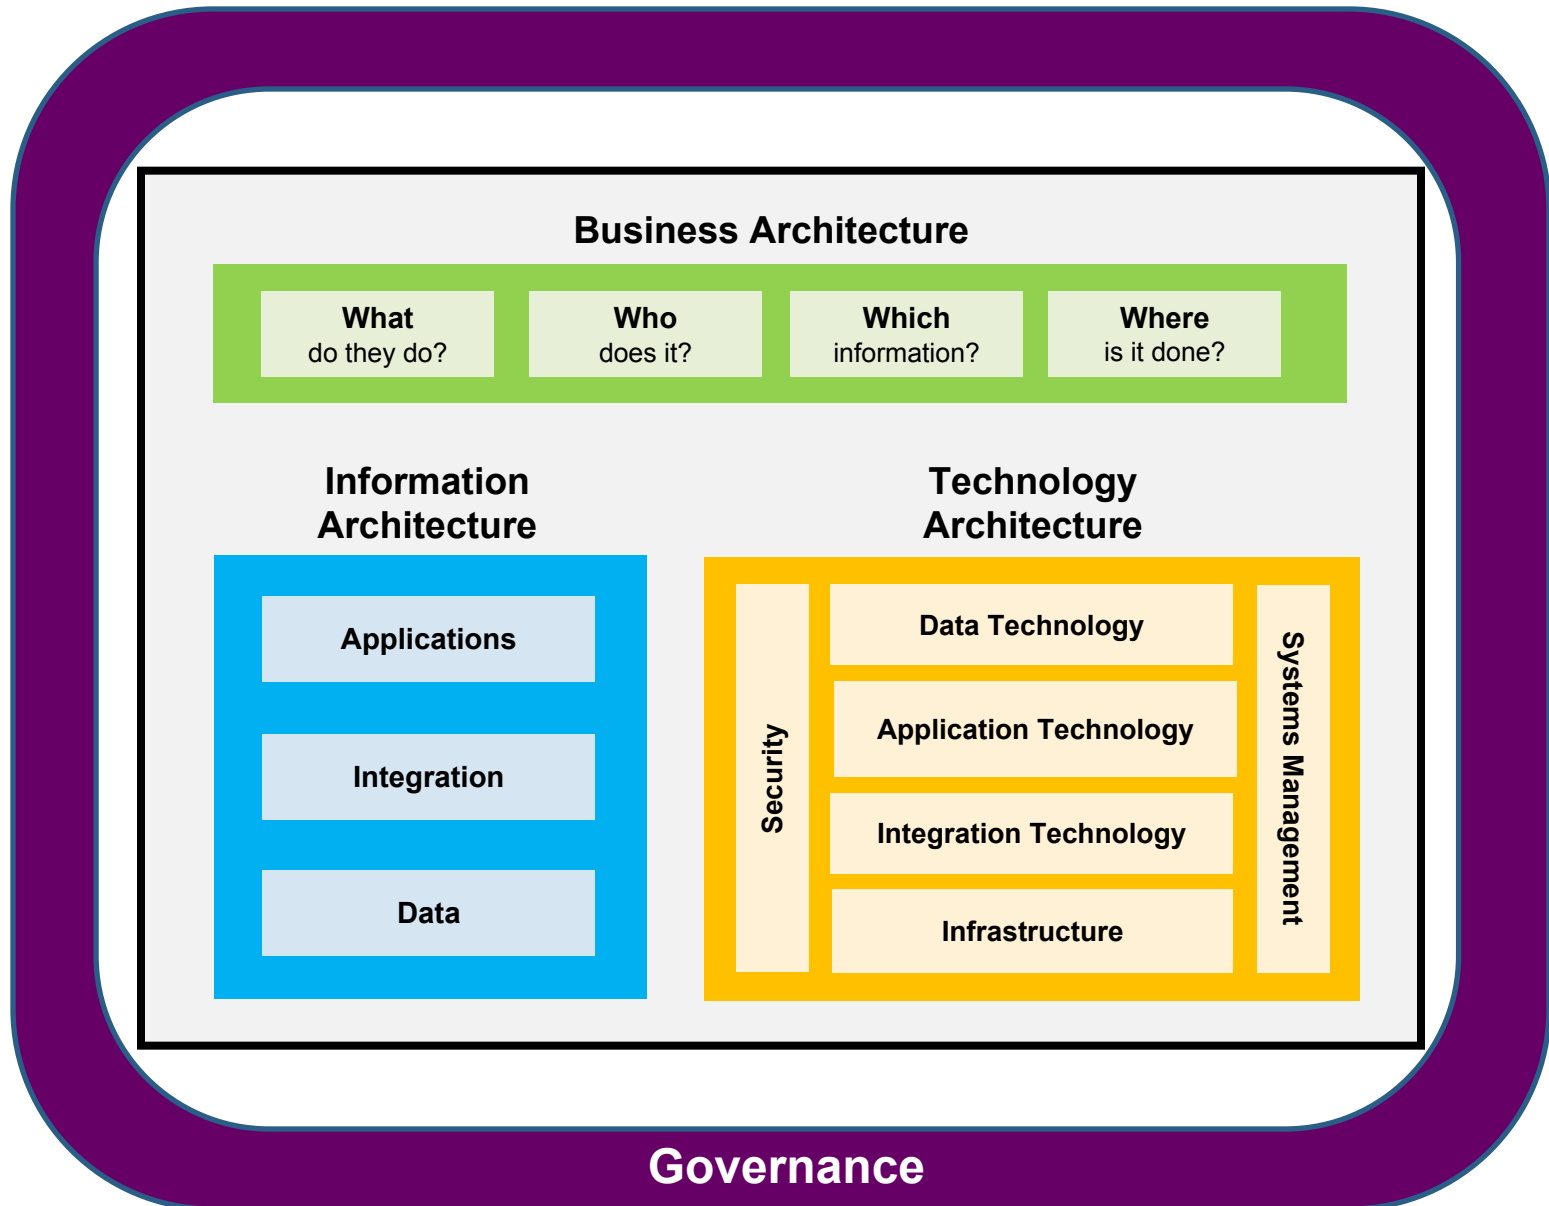 Business Architecture
What
do they do?
Who
does it?
Which
information?
Where
is it done?
Information
Architecture
Applications
Integration
Data
Technology
Architecture
Security
Data Technology
Application Technology
Integration Technology
Infrastructure
Systems Management
Governance